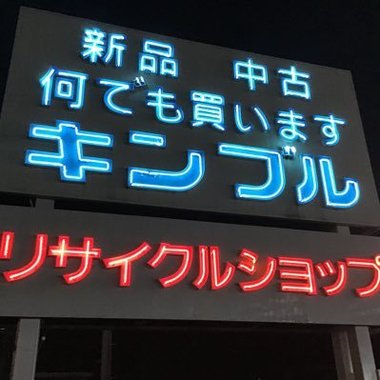 新品 中古
何でも買います
キンブル
リサイクルショップ